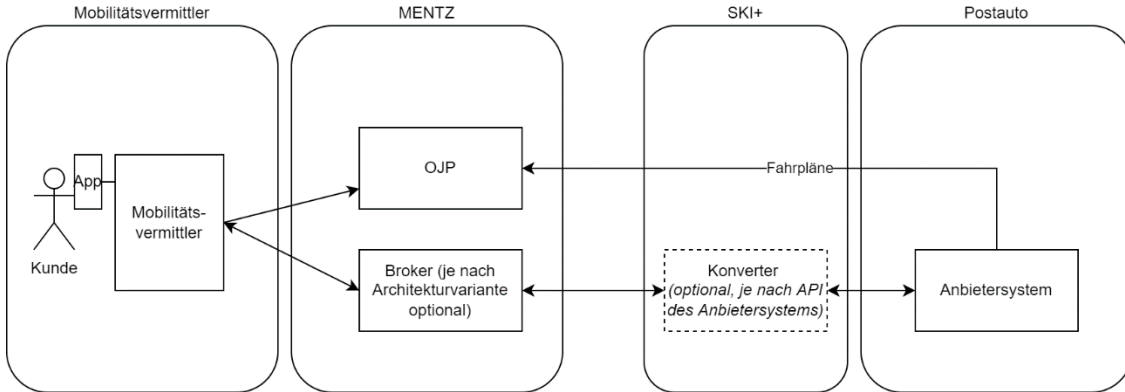 Mobilitätsvermittler
MENTZ
SKI+
Postauto
App
Kunde
Mobilitäts-
vermittler
OJP
Broker (je nach
Architekturvariante
optional)
Fahrpläne
Konverter
(optional, je nach API
des Anbietersystems)
Anbietersystem